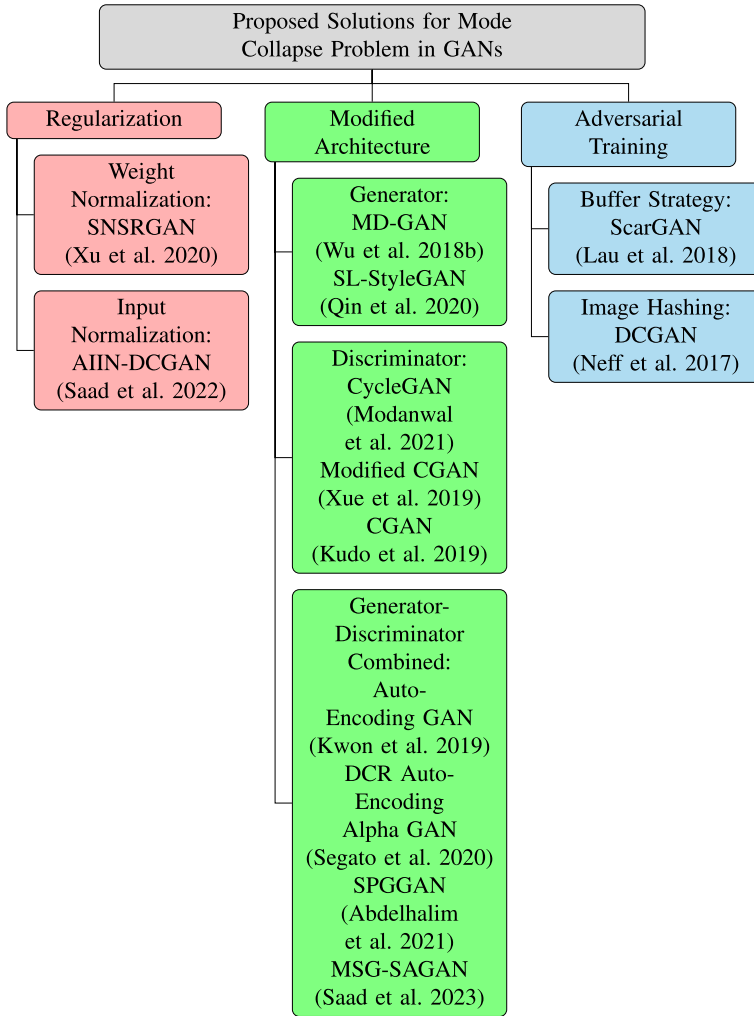 Proposed Solutions for Mode
Collapse Problem in GANs
Regularization
Weight
Normalization:
SNSRGAN
(Xu et al. 2020)
Input
Normalization:
AIIN-DCGAN
(Saad et al. 2022)
Modified
Architecture
Generator:
MD-GAN
(Wu et al. 2018b)
SL-StyleGAN
(Qin et al. 2020)
Discriminator:
CycleGAN
(Modanwal
et al. 2021)
Modified CGAN
(Xue et al. 2019)
CGAN
(Kudo et al. 2019)
Generator-
Discriminator
Combined:
Auto-
Encoding GAN
(Kwon et al. 2019)
DCR Auto-
Encoding
Alpha GAN
(Segato et al. 2020)
SPGGAN
(Abdelhalim
et al. 2021)
MSG-SAGAN
(Saad et al. 2023)
Adversarial
Training
Buffer Strategy:
ScarGAN
(Lau et al. 2018)
Image Hashing:
DCGAN
(Neff et al. 2017)